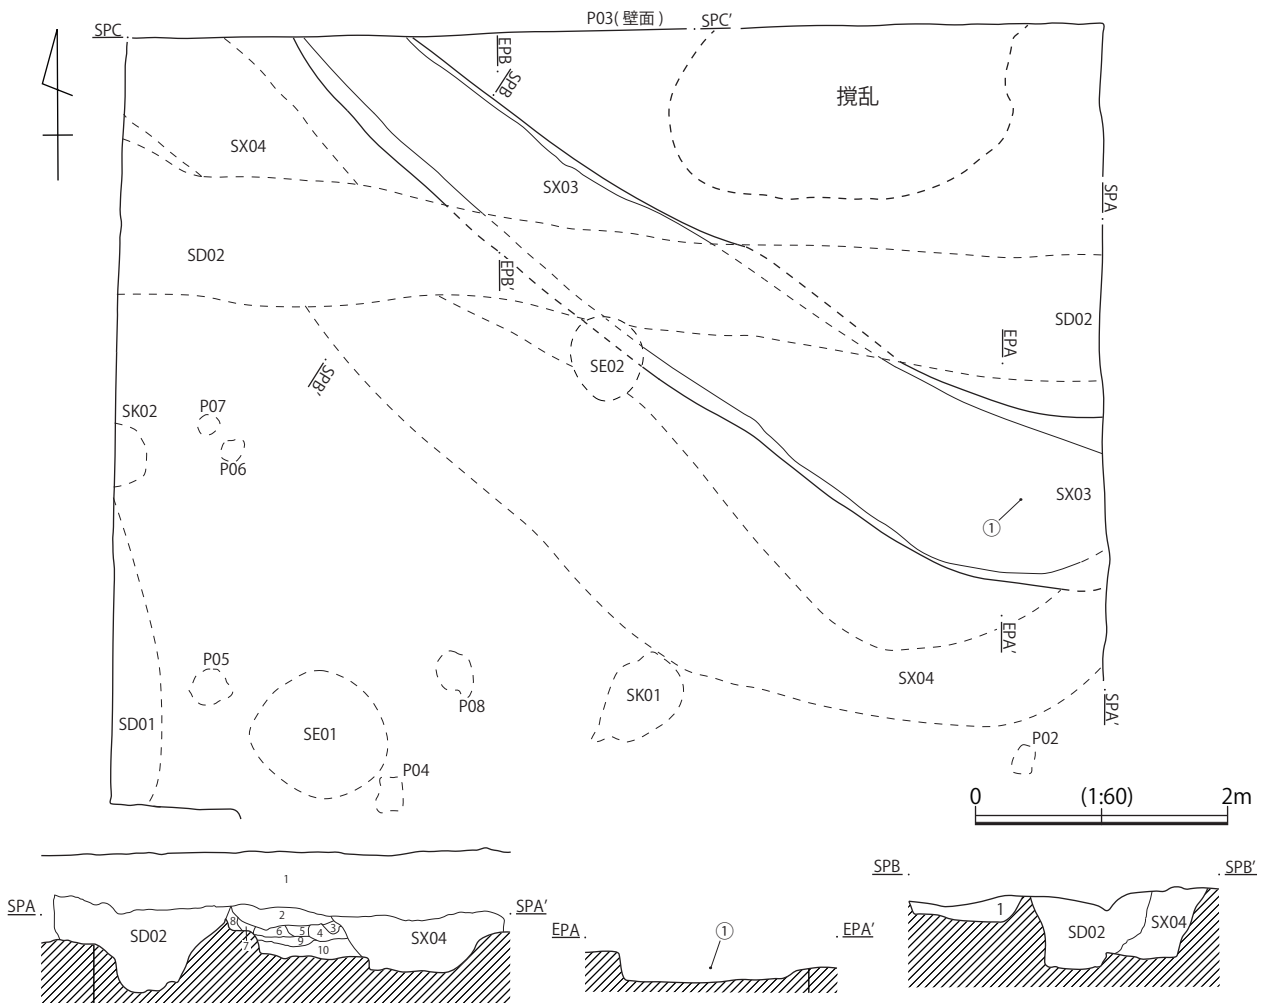 P03(壁面)
SPC
SPC'
EPB
SPB
撹乱
SX04
SX03
SPA
SD02
EPB'
SD02
EPA
SE02
SPB'
SK02
P07
P06
SX03
①
EPA'
P05
SX04
SK01
P08
SPA'
SD01
SE01
P02
P04
0 (1:60) 2m
1
SPA
SPA'
2
8
3
4
5
6
7
9
10
SD02
SX04
EPA
EPA'
①
SPB
SPB'
1
SD02
SX04